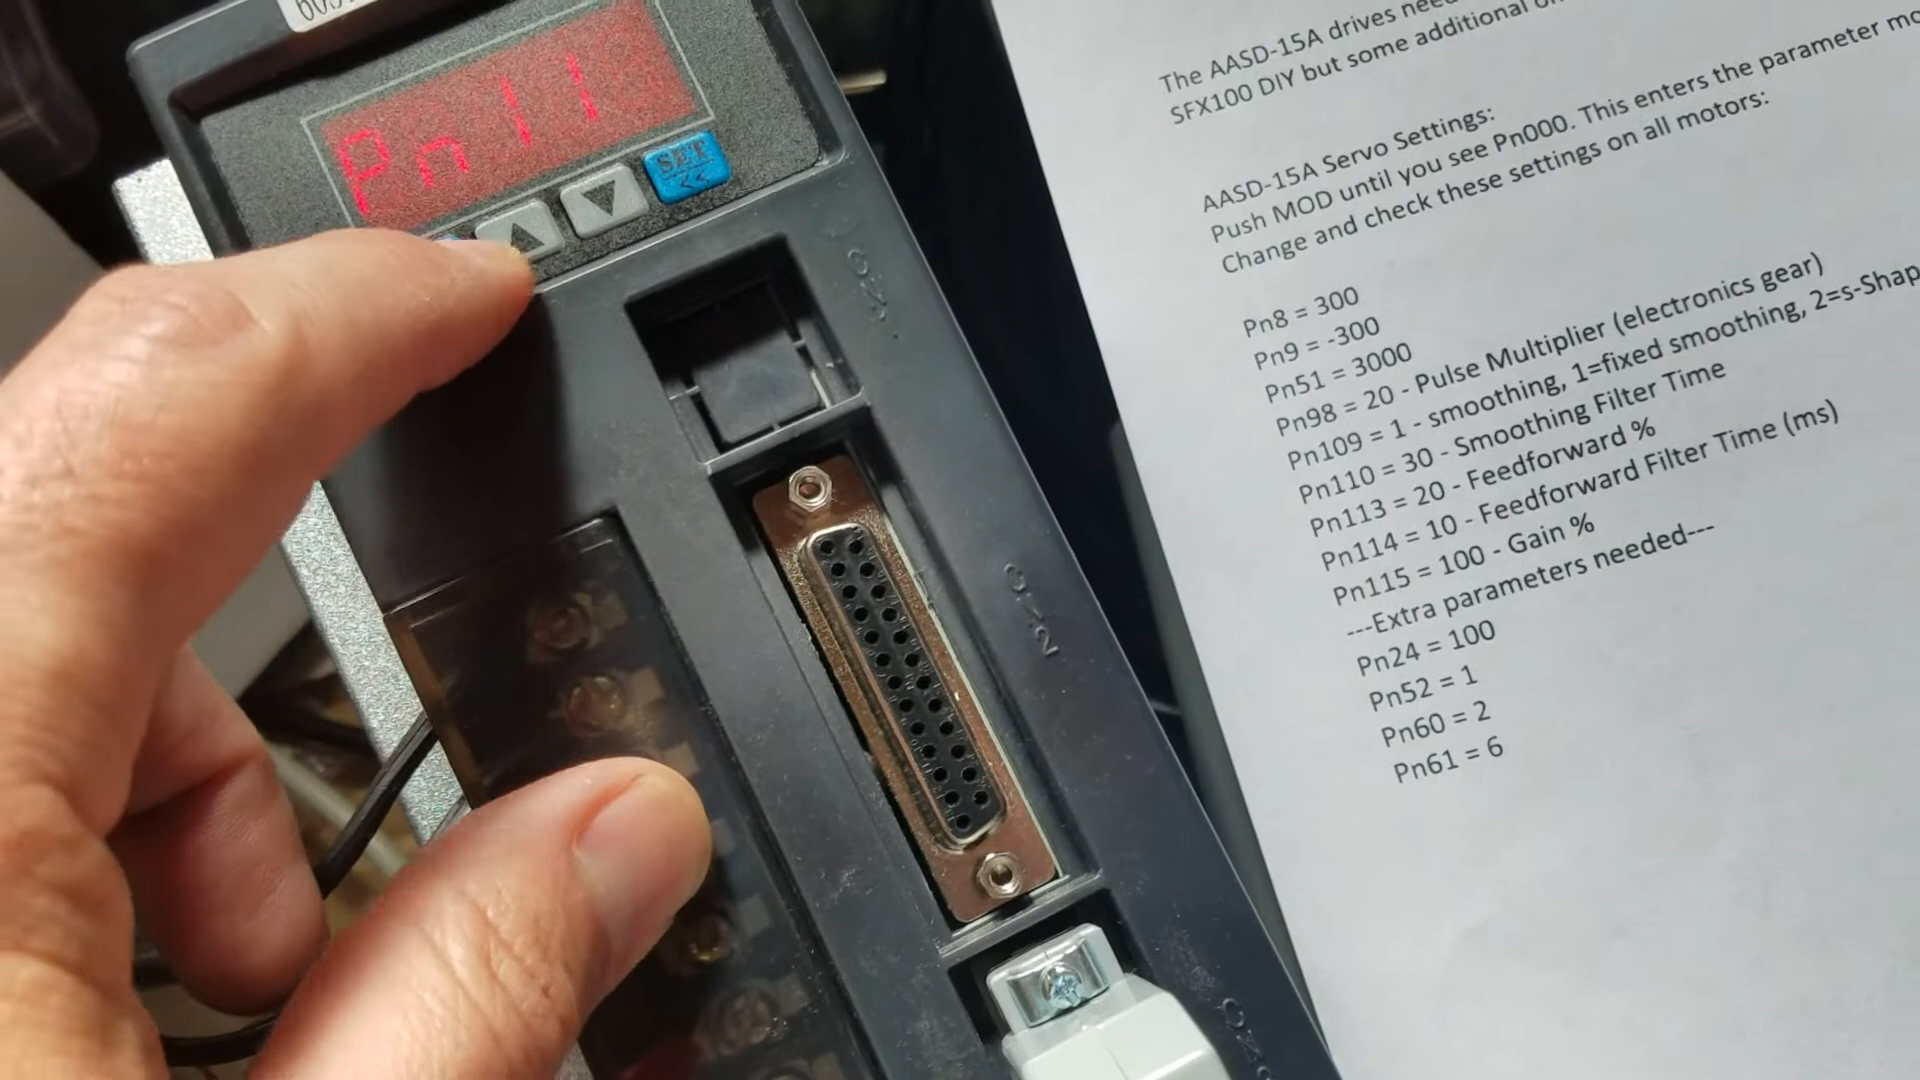 Pn 11
SET
<<
The AASD-15A drives
SFX100 DIY but some additional
AASD-15A Servo Settings:
Push MOD until you see Pn000. This enters the parameter
Change and check these settings on all motors:
Pn8 = 300
Pn9 = -300
Pn51 = 3000
Pn98 = 20 - Pulse Multiplier (electronics gear)
Pn109 = 1 - smoothing, 1=fixed smoothing, 2=s-Shap
Pn110 = 30 - Smoothing Filter Time
Pn113 = 20 - Feedforward %
Pn114 = 10 - Feedforward Filter Time (ms)
Pn115 = 100 - Gain %
---Extra parameters needed---
Pn24 = 100
Pn52 = 1
Pn60 = 2
Pn61 = 6
CN2